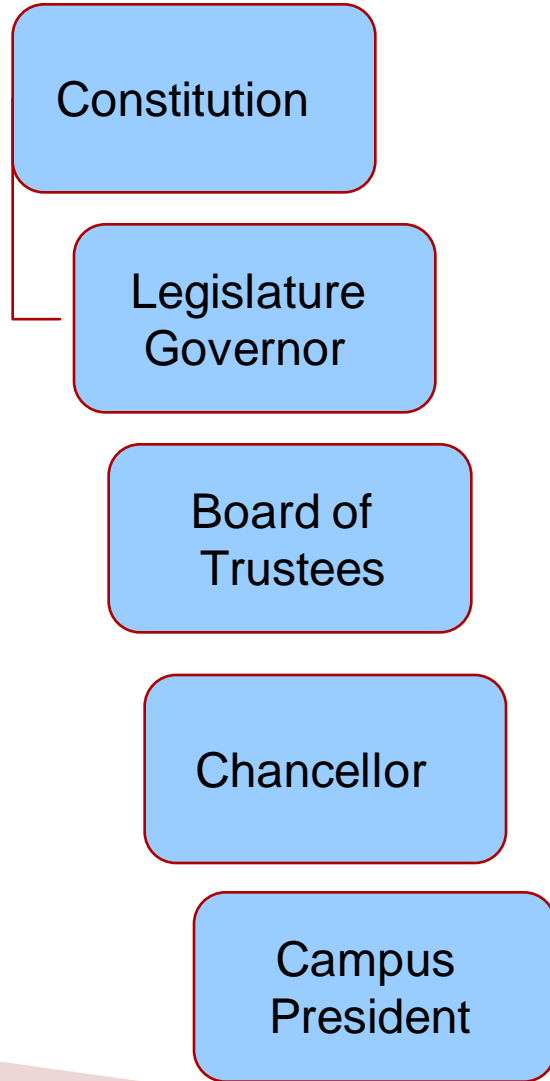 Constitution
Legislature
Governor
Board of
Trustees
Chancellor
Campus
President